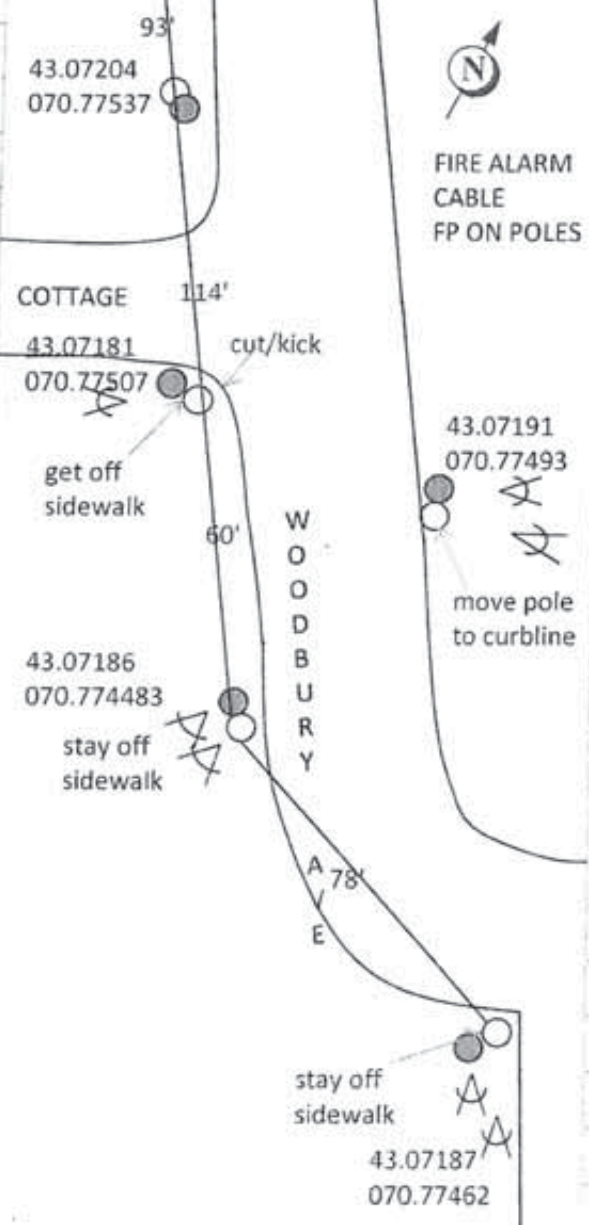 93'
43.07204
070.77537
N
FIRE ALARM
CABLE
FP ON POLES
COTTAGE
114'
43.07181
070.77507
cut/kick
get off
sidewalk
43.07191
070.77493
move pole
to curbline
60'
WOODBURY
43.07186
070.774483
stay off
sidewalk
AVE
78'
stay off
sidewalk
43.07187
070.77462